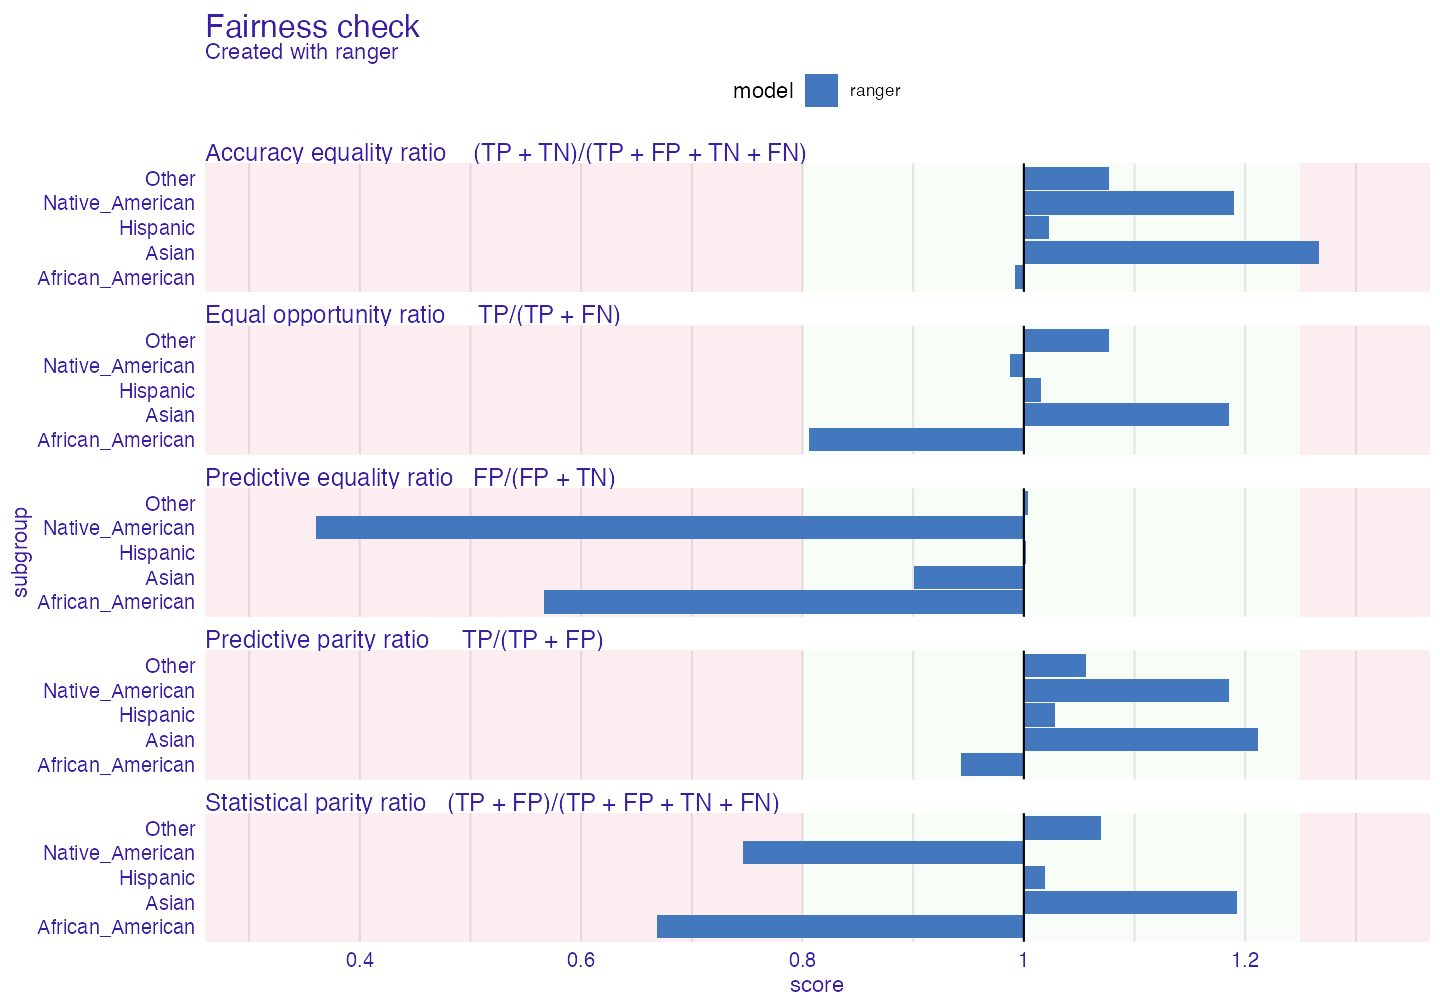 Fairness check
Created with ranger
model ranger
Accuracy equality ratio (TP + TN)/(TP + FP + TN + FN)
Other
Native_American
Hispanic
Asian
African_American
Equal opportunity ratio TP/(TP + FN)
Other
Native_American
Hispanic
Asian
African_American
Predictive equality ratio FP/(FP + TN)
Other
Native_American
Hispanic
Asian
African_American
subgroup
Predictive parity ratio TP/(TP + FP)
Other
Native_American
Hispanic
Asian
African_American
Statistical parity ratio (TP + FP)/(TP + FP + TN + FN)
Other
Native_American
Hispanic
Asian
African_American
0.4 0.6 0.8 1 1.2
score